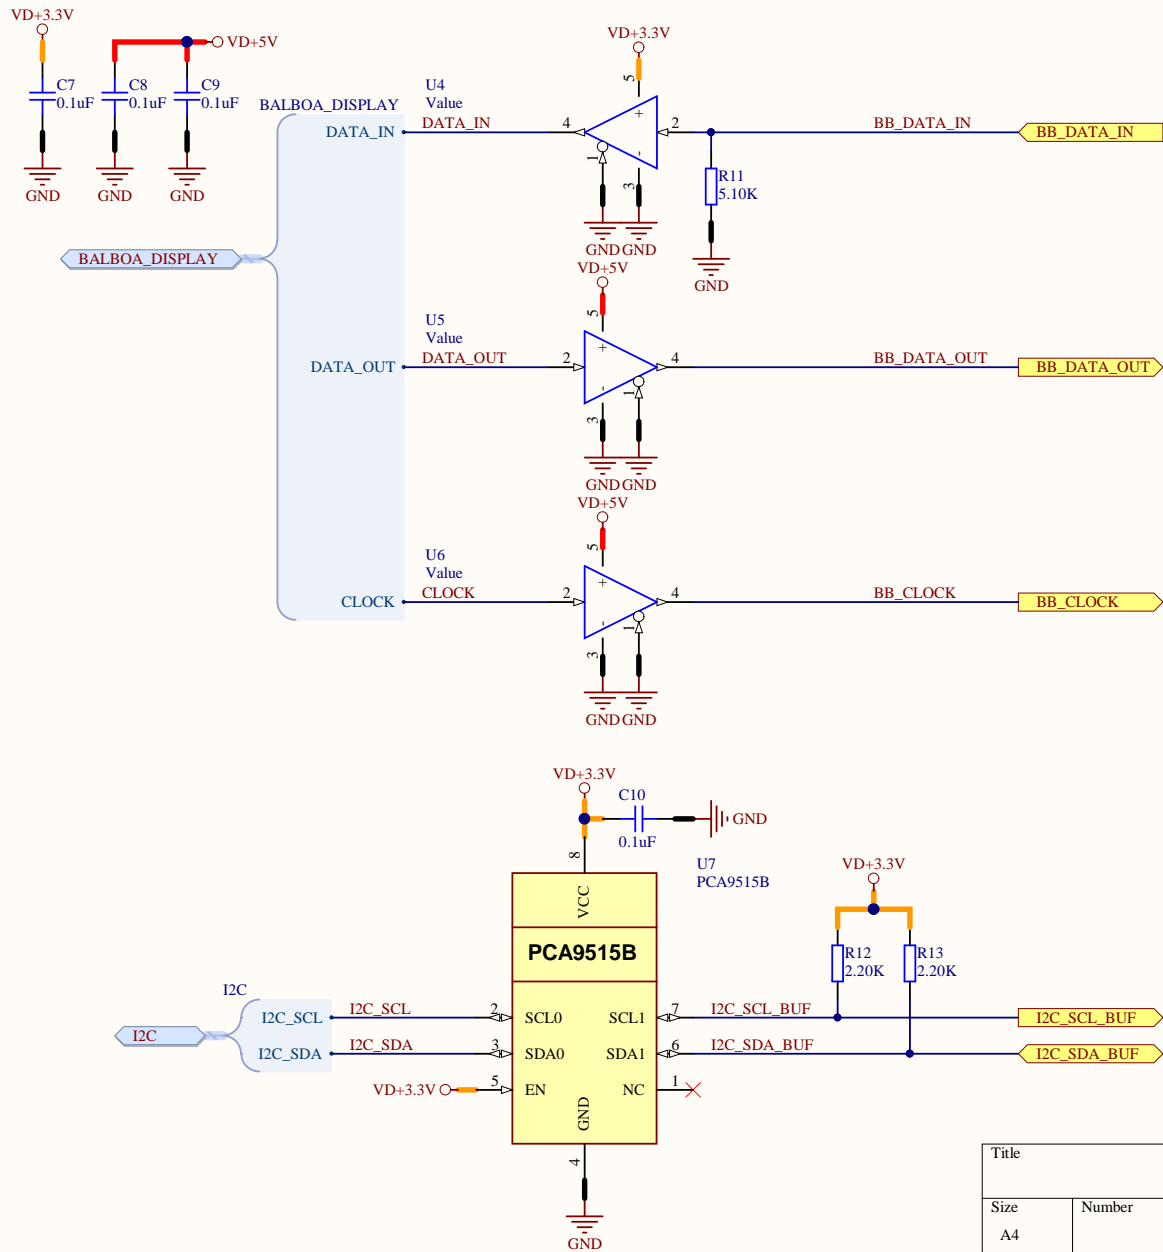 VD+3.3V
VD+5V
C7
0.1uF
C8
0.1uF
C9
0.1uF
GND
GND
GND
BALBOA_DISPLAY
BALBOA_DISPLAY
DATA_IN
DATA_OUT
CLOCK
U4
Value
DATA_IN
4
VD+3.3V
5
+
-
1
3
2
BB_DATA_IN
BB_DATA_IN
R11
5.10K
GND
GND
GND
VD+5V
U5
Value
DATA_OUT
2
5
+
-
3
1
4
BB_DATA_OUT
BB_DATA_OUT
GND
GND
VD+5V
U6
Value
CLOCK
2
5
+
-
3
1
4
BB_CLOCK
BB_CLOCK
GND
GND
VD+3.3V
C10
0.1uF
GND
8
U7
PCA9515B
VCC
PCA9515B
VD+3.3V
R12
2.20K
R13
2.20K
I2C
I2C
I2C_SCL
I2C_SDA
I2C_SCL
2
SCL0
SCL1
7
I2C_SCL_BUF
I2C_SCL_BUF
I2C_SDA
3
SDA0
SDA1
6
I2C_SDA_BUF
I2C_SDA_BUF
VD+3.3V
5
EN
NC
1
GND
4
GND
Title
Size
A4
Number